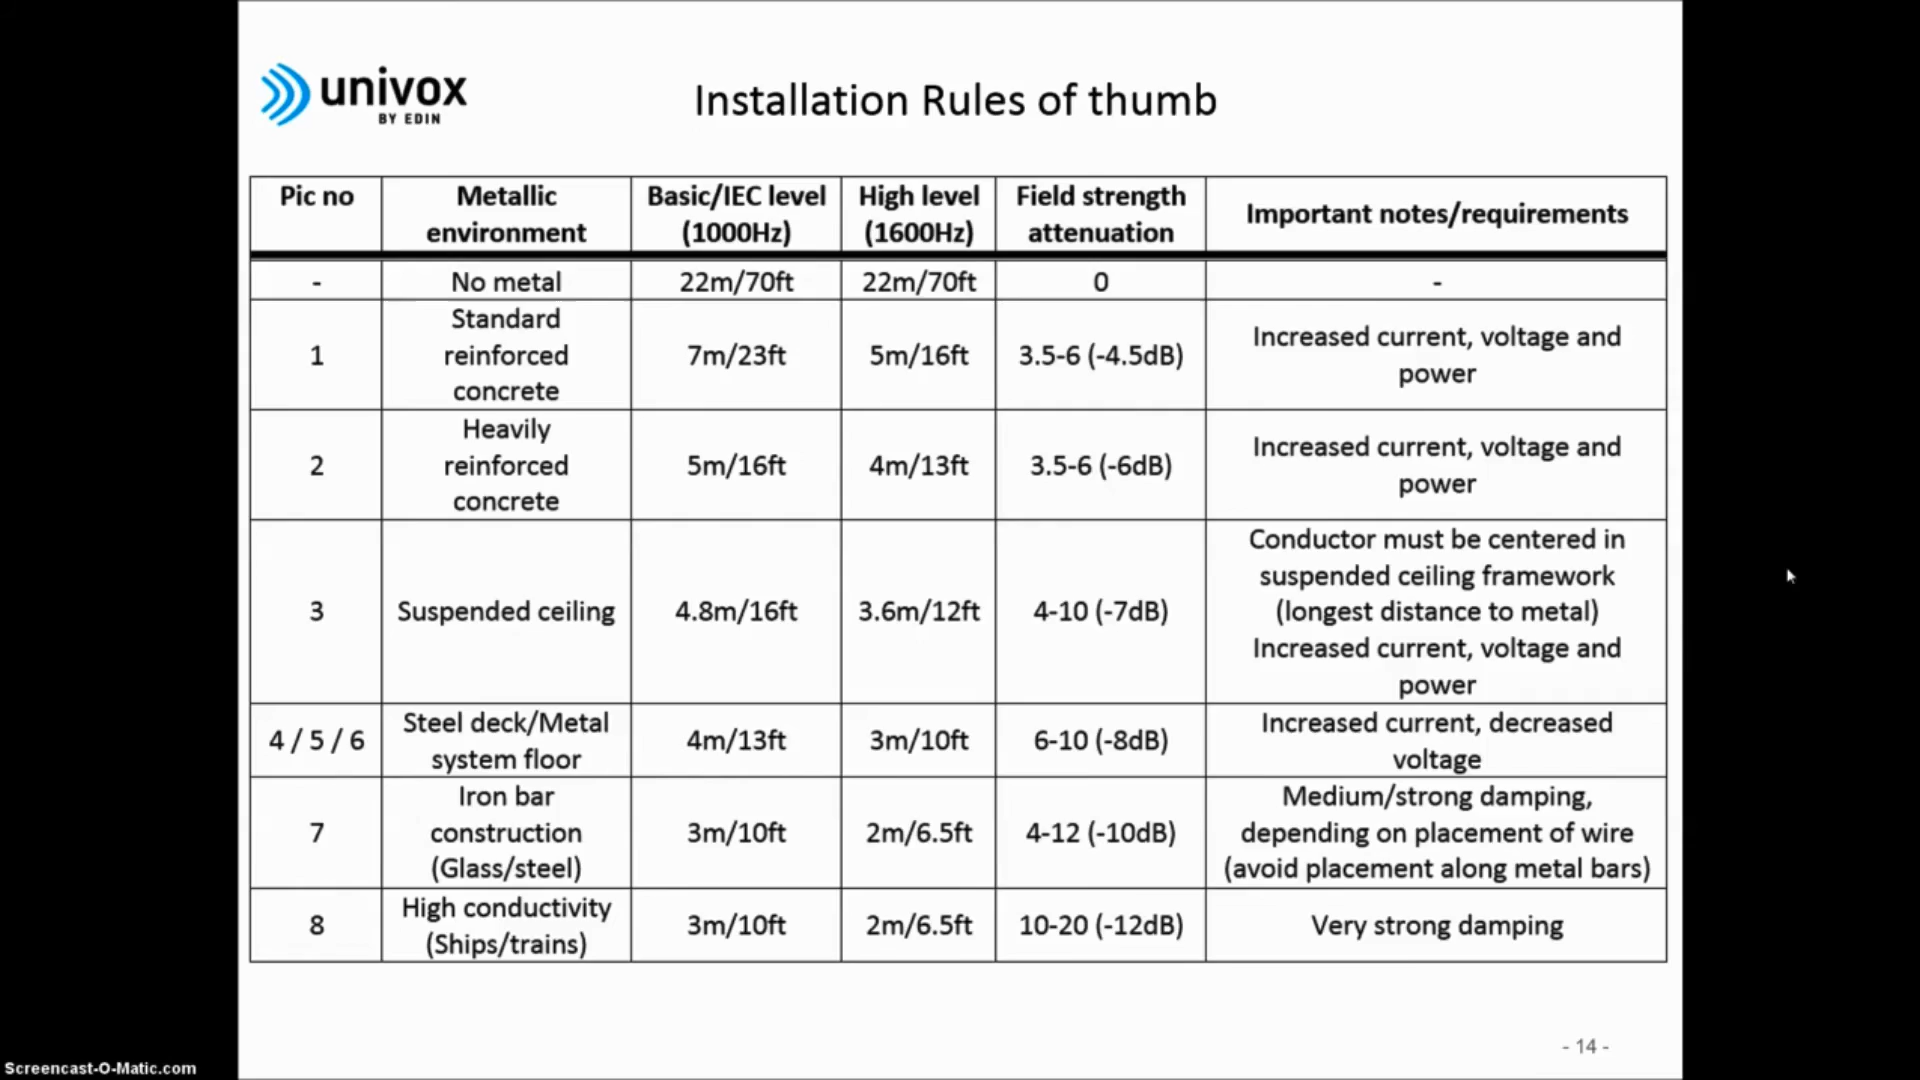 univox
BY EDIN
Installation Rules of thumb
Pic no
Metallic
environment
Basic/IEC level
(1000Hz)
High level
(1600Hz)
Field strength
attenuation
Important notes/requirements
-
No metal
22m/70ft
22m/70ft
0
-
1
Standard
reinforced
concrete
7m/23ft
5m/16ft
3.5-6 (-4.5dB)
Increased current, voltage and
power
2
Heavily
reinforced
concrete
5m/16ft
4m/13ft
3.5-6 (-6dB)
Increased current, voltage and
power
3
Suspended ceiling
4.8m/16ft
3.6m/12ft
4-10 (-7dB)
Conductor must be centered in
suspended ceiling framework
(longest distance to metal)
Increased current, voltage and
power
4 / 5 / 6
Steel deck/Metal
system floor
4m/13ft
3m/10ft
6-10 (-8dB)
Increased current, decreased
voltage
7
Iron bar
construction
(Glass/steel)
3m/10ft
2m/6.5ft
4-12 (-10dB)
Medium/strong damping,
depending on placement of wire
(avoid placement along metal bars)
8
High conductivity
(Ships/trains)
3m/10ft
2m/6.5ft
10-20 (-12dB)
Very strong damping
- 14 -
Screencast-O-Matic.com